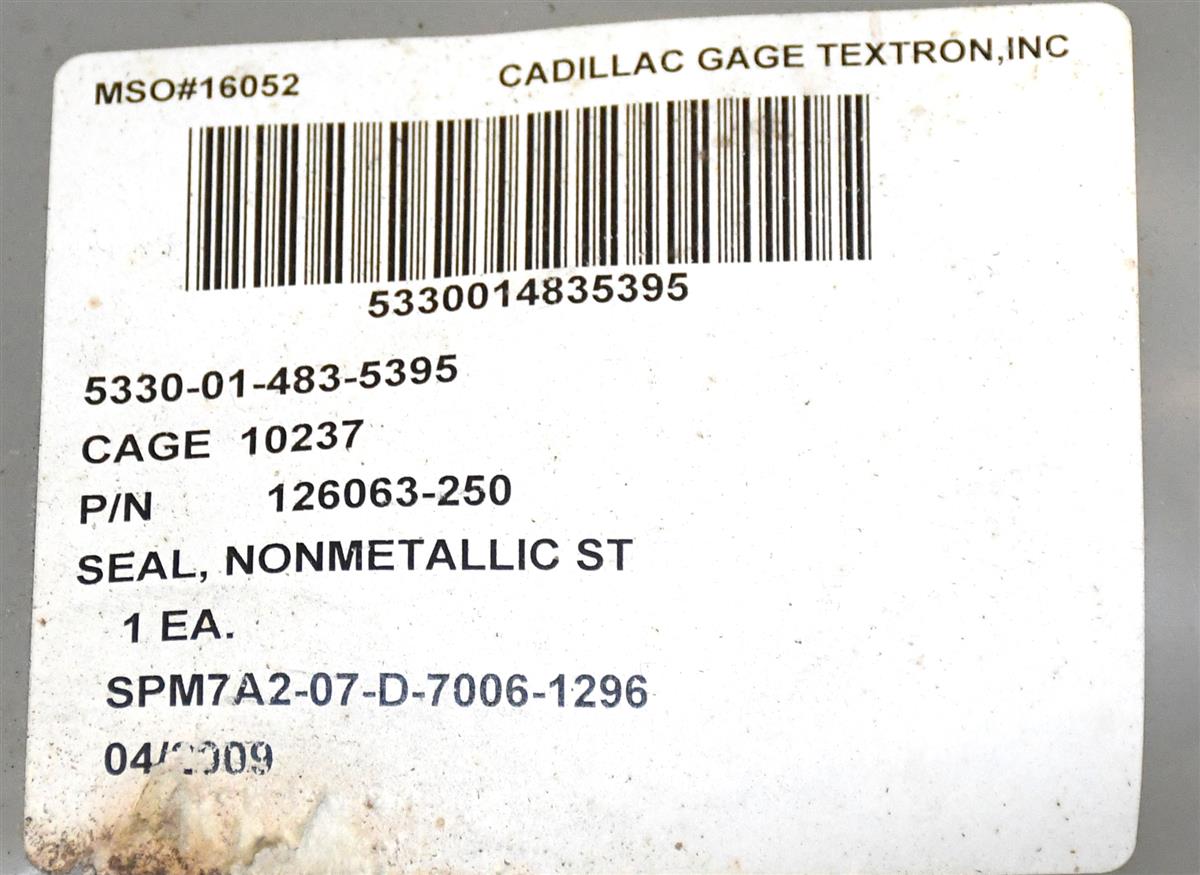 MSO#16052 CADILLAC GAGE TEXTRON,INC
5330014835395
5330-01-483-5395
CAGE 10237
P/N 126063-250
SEAL, NONMETALLIC ST
1 EA.
SPM7A2-07-D-7006-1296
04/2009